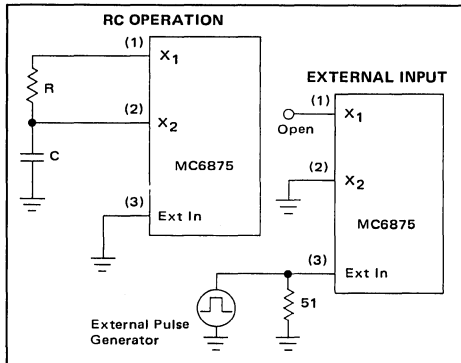 RC OPERATION
(1)
X1
R
(2)
X2
C
MC6875
(3)
Ext In
EXTERNAL INPUT
(1)
X1
Open
(2)
X2
MC6875
(3)
Ext In
51
External Pulse
Generator